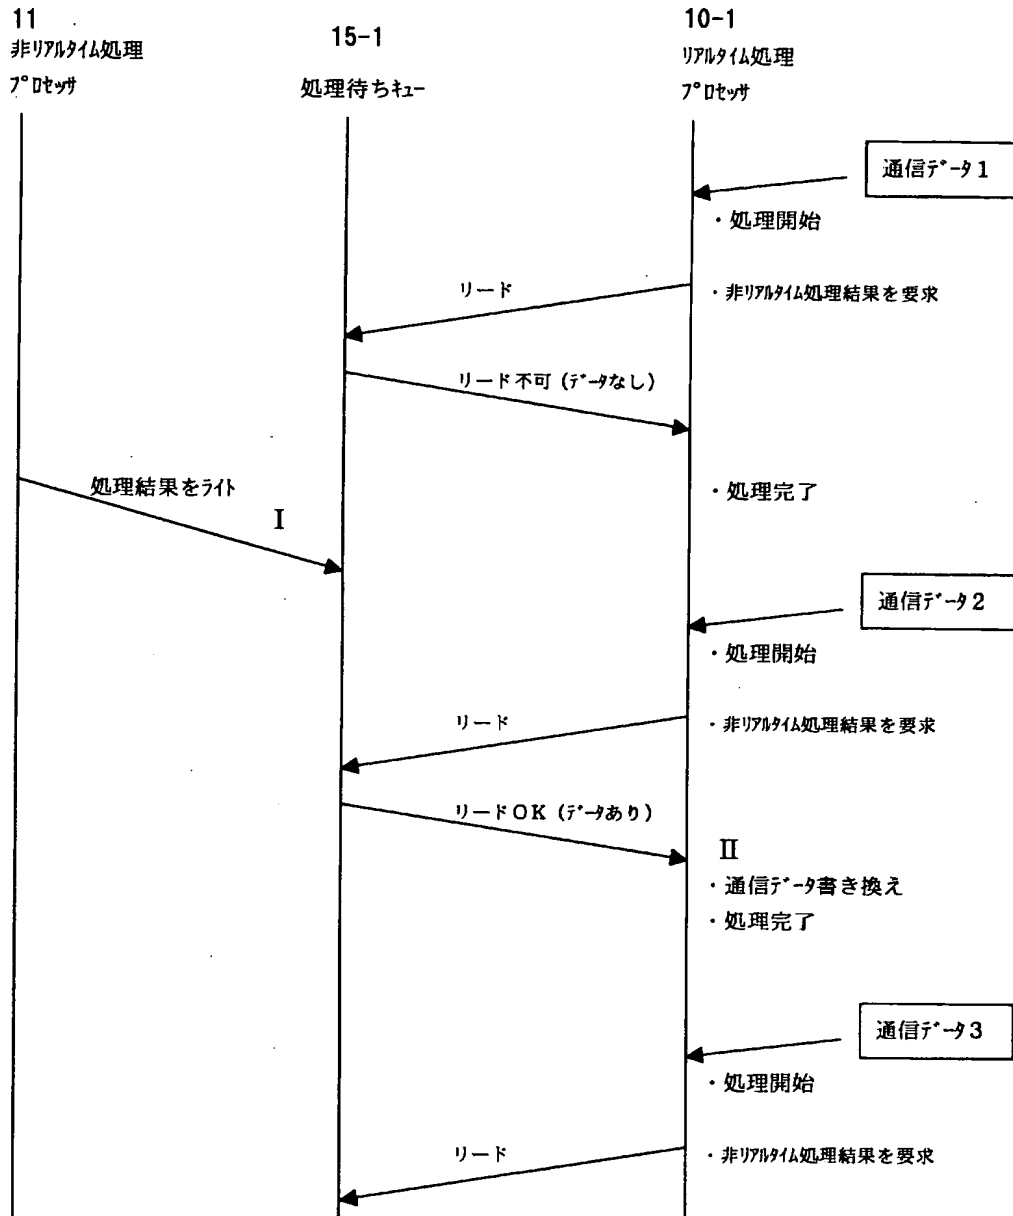 11
非ﾘｱﾙﾀｲﾑ処理
ﾌﾟﾛｾｯｻ
15-1
処理待ちｷｭｰ
10-1
ﾘｱﾙﾀｲﾑ処理
ﾌﾟﾛｾｯｻ
通信ﾃﾞｰﾀ1
・処理開始
リード
・非ﾘｱﾙﾀｲﾑ処理結果を要求
リード不可 (ﾃﾞｰﾀなし)
処理結果をﾗｲﾄ
I
・処理完了
通信ﾃﾞｰﾀ2
・処理開始
リード
・非ﾘｱﾙﾀｲﾑ処理結果を要求
リードOK (ﾃﾞｰﾀあり)
II
・通信ﾃﾞｰﾀ書き換え
・処理完了
通信ﾃﾞｰﾀ3
・処理開始
リード
・非ﾘｱﾙﾀｲﾑ処理結果を要求